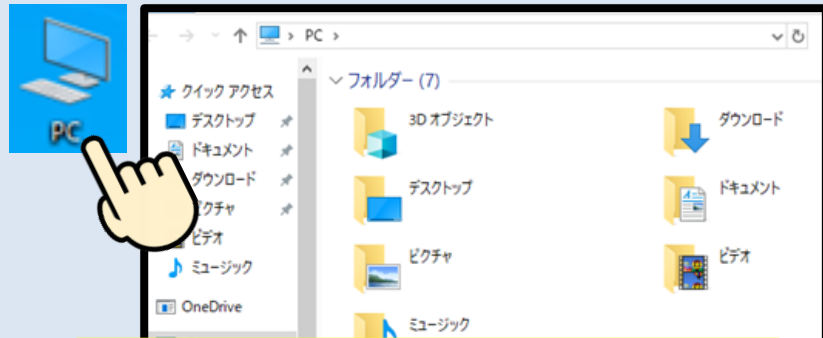 PC
PC
フォルダー (7)
クイック アクセス
デスクトップ
ドキュメント
ダウンロード
ピクチャ
ビデオ
ミュージック
OneDrive
3D オブジェクト
ダウンロード
デスクトップ
ドキュメント
ピクチャ
ビデオ
ミュージック